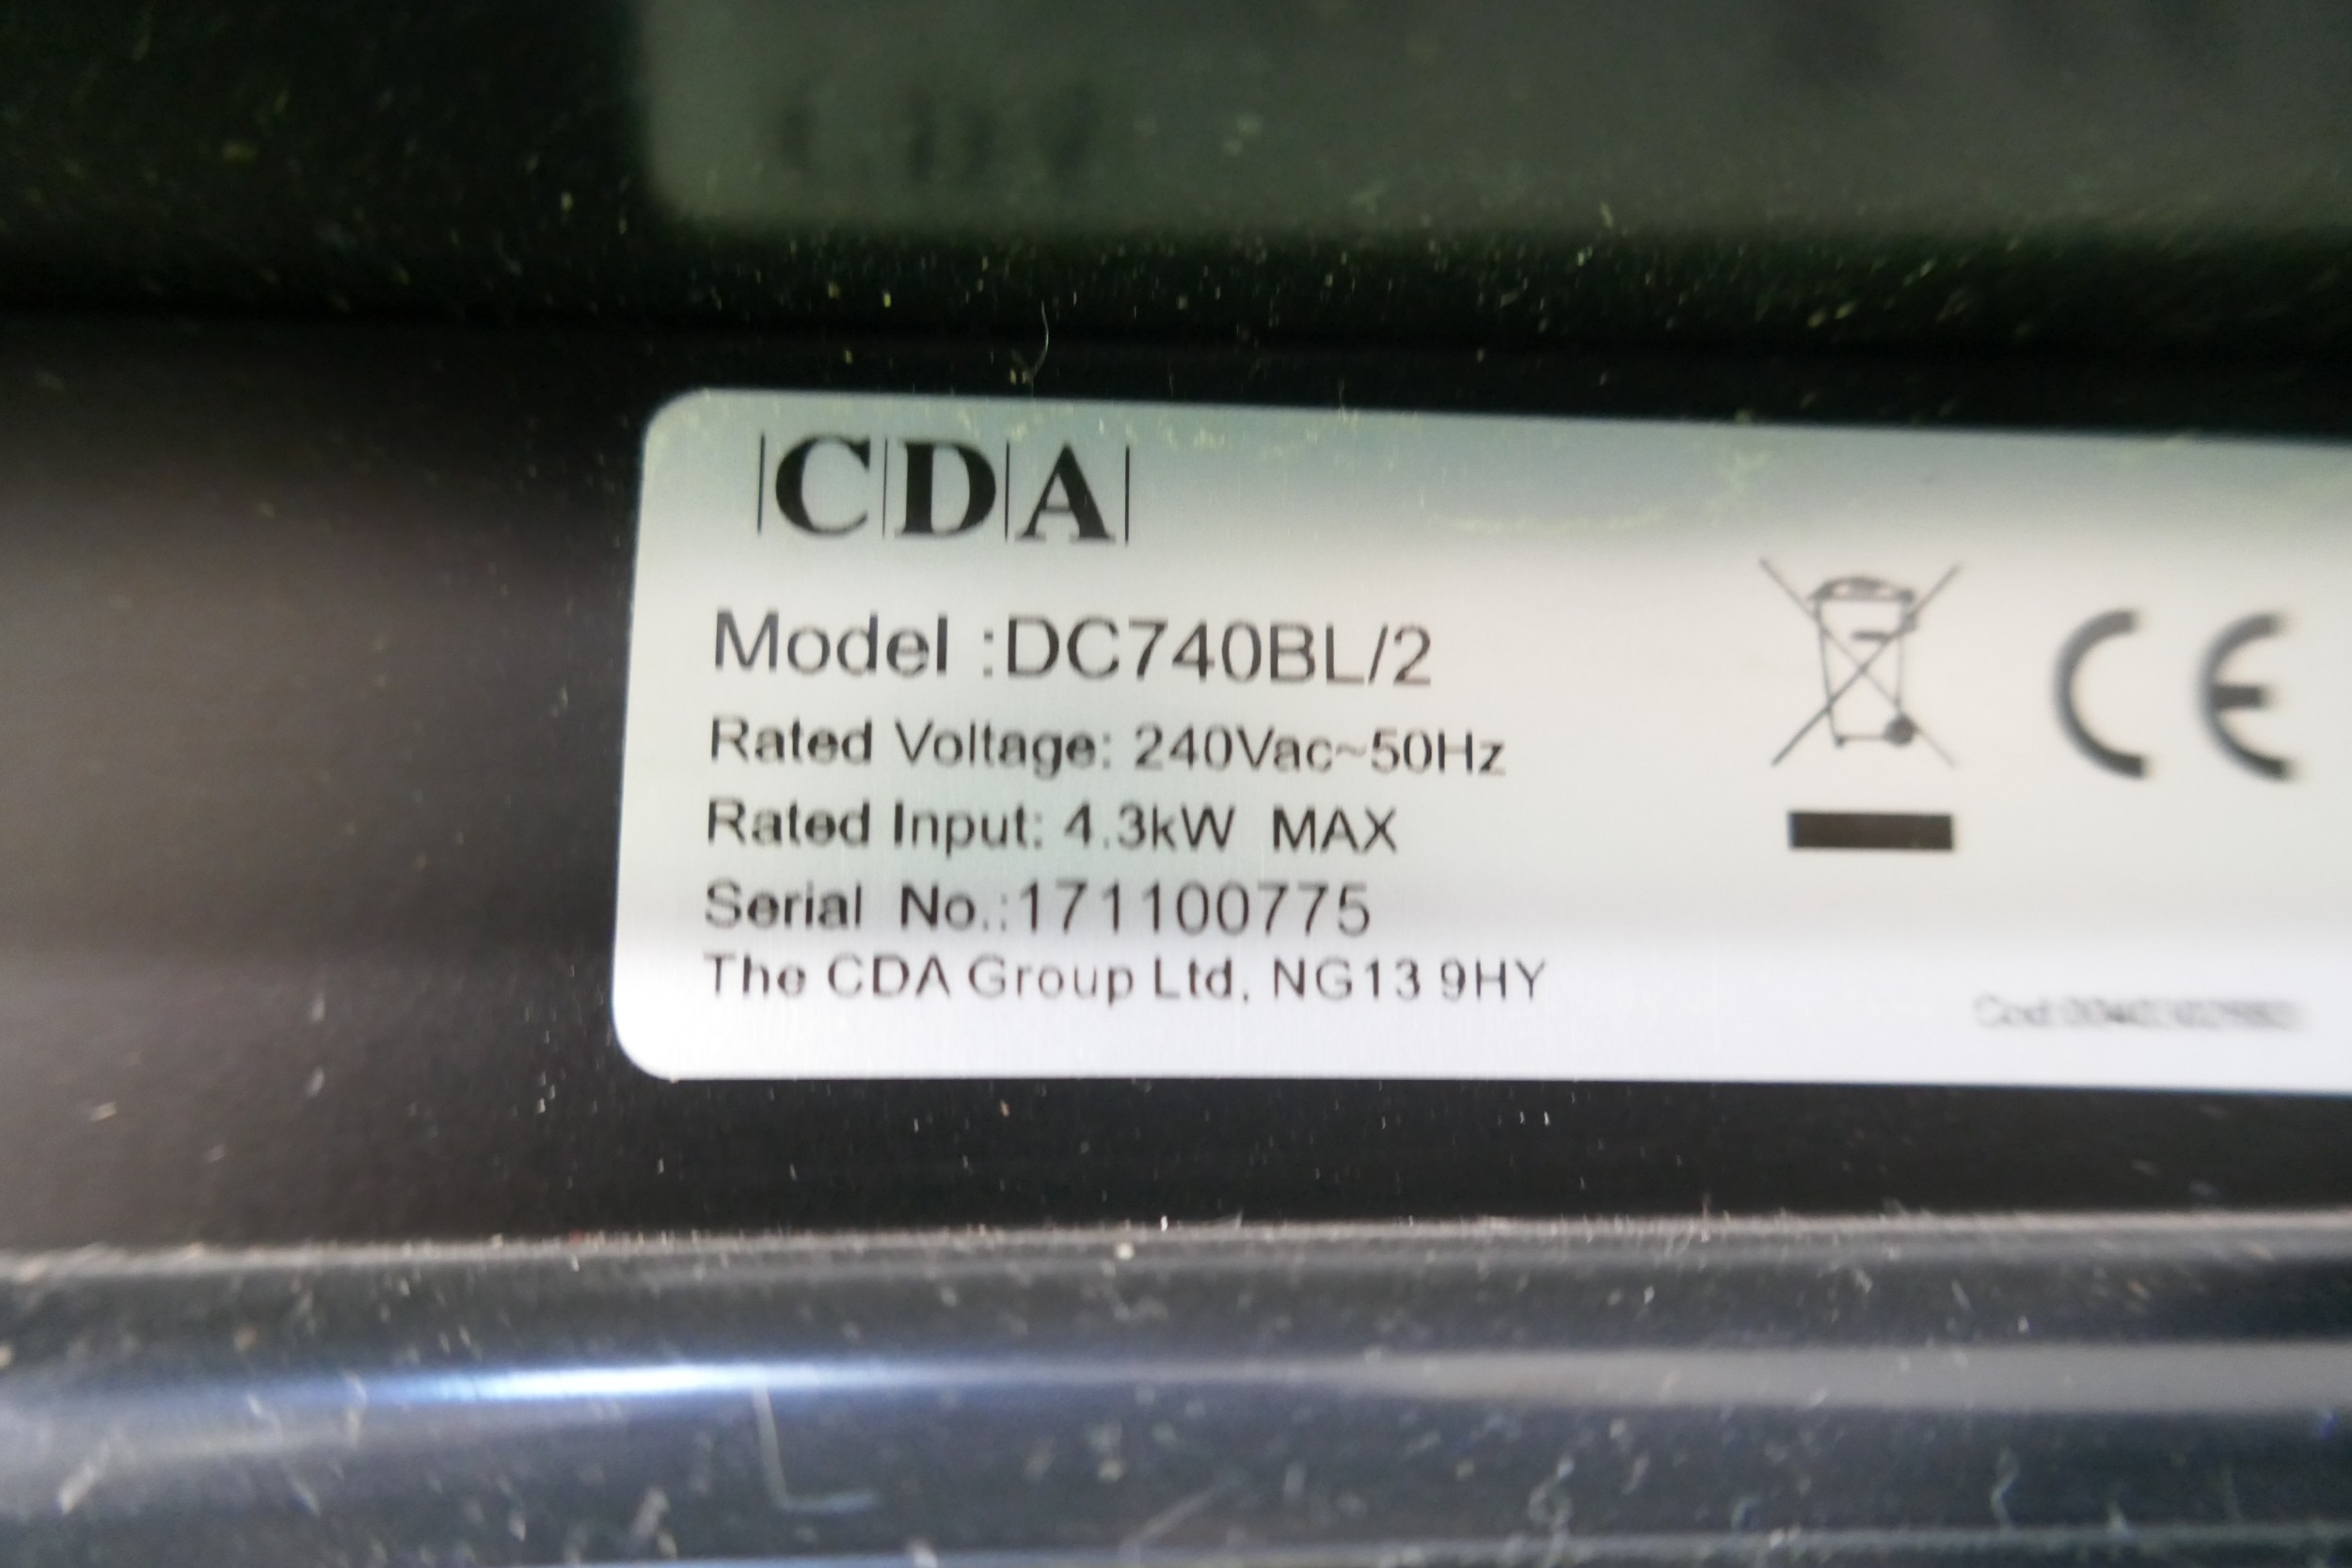 CDA
Model :DC740BL/2
Rated Voltage: 240Vac~50Hz
Rated Input: 4.3kW MAX
Serial No.:171100775
The CDA Group Ltd, NG13 9HY
CE